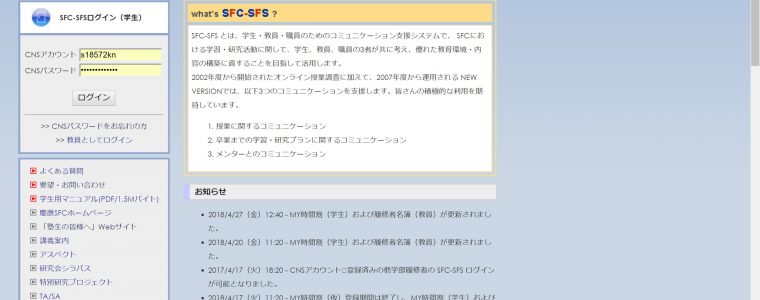 SFC-SFSログイン（学生）
CNSアカウント s18572kn
CNSパスワード •••••••••••••
ログイン
>> CNSパスワードをお忘れの方
>> 教員としてログイン
よくある質問
要望・お問い合わせ
学生用マニュアル(PDF/1.5Mバイト)
慶應SFCホームページ
「塾生の皆様へ」Webサイト
講義案内
アスペクト
研究会シラバス
特別研究プロジェクト
TA/SA
what's SFC-SFS ?
SFC-SFS とは、学生・教員・職員のためのコミュニケーション支援システムで、 SFCにお
ける学習・研究活動に関して、学生、教員、職員の3者が共に考え、優れた教育環境・内
容の構築に資することを目指して活用します。
2002年度から開始されたオンライン授業調査に加えて、2007年度から運用される NEW
VERSIONでは、以下3つのコミュニケーションを支援します。皆さんの積極的な利用を期
待しています。
1. 授業に関するコミュニケーション
2. 卒業までの学習・研究プランに関するコミュニケーション
3. メンターとのコミュニケーション
お知らせ
• 2018/4/27（金）12:40 - MY時間割（学生）および履修者名簿（教員）が更新されまし
た。
• 2018/4/20（金）11:20 - MY時間割（学生）および履修者名簿（教員）が更新されまし
た。
• 2017/4/17（火）18:20 - CNSアカウント□登録済みの他学部履修者の SFC-SFS ログイン
が可能となりました。
• 2018/4/17（火）11:20 - MY時間割（仮）登録期間は終了し、MY時間割（学生）および